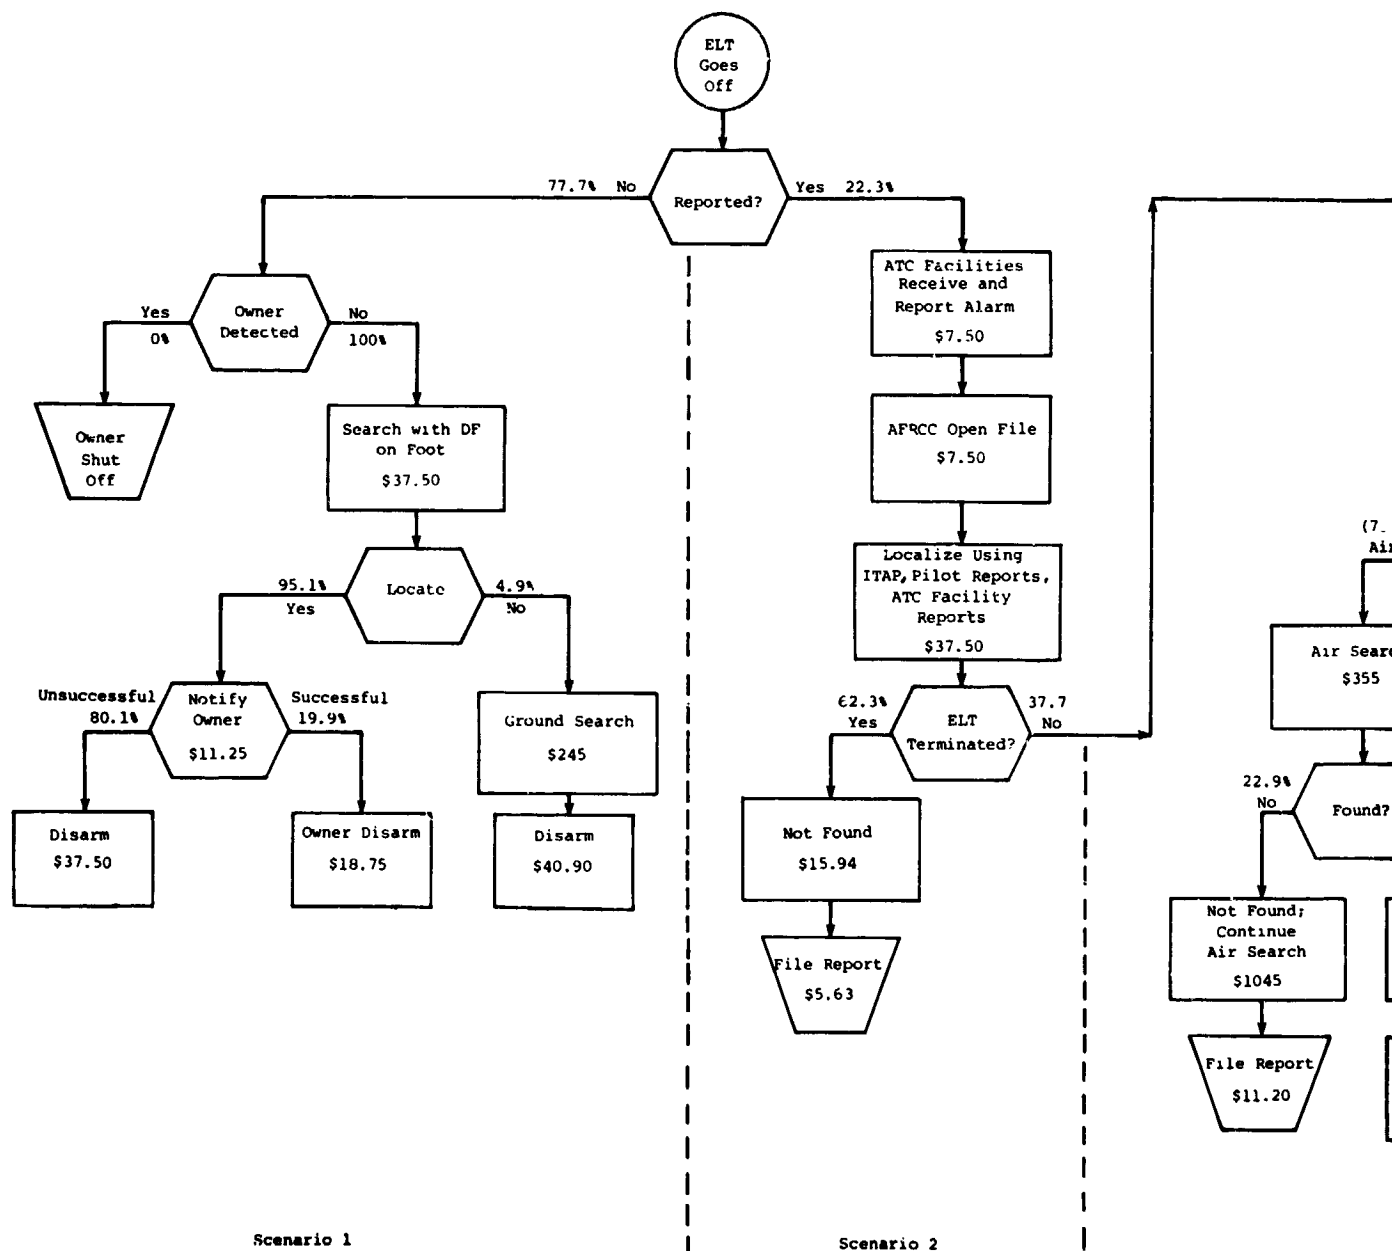 ELT
Goes
Off
77.7% No
Reported?
Yes 22.3%
Owner
Detected
Yes
0%
No
100%
Owner
Shut
Off
Search with DF
on Foot
$37.50
Locate
95.1%
Yes
4.9%
No
Notify
Owner
$11.25
Unsuccessful
80.1%
Successful
19.9%
Ground Search
$245
Disarm
$37.50
Owner Disarm
$18.75
Disarm
$40.90
Scenario 1
ATC Facilities
Receive and
Report Alarm
$7.50
AFRCC Open File
$7.50
Localize Using
ITAP, Pilot Reports,
ATC Facility
Reports
$37.50
62.3%
Yes
ELT
Terminated?
37.7
No
Not Found
$15.94
File Report
$5.63
Scenario 2
$355
22.9%
No
Found?
Not Found;
Continue
Air Search
$1045
File Report
$11.20